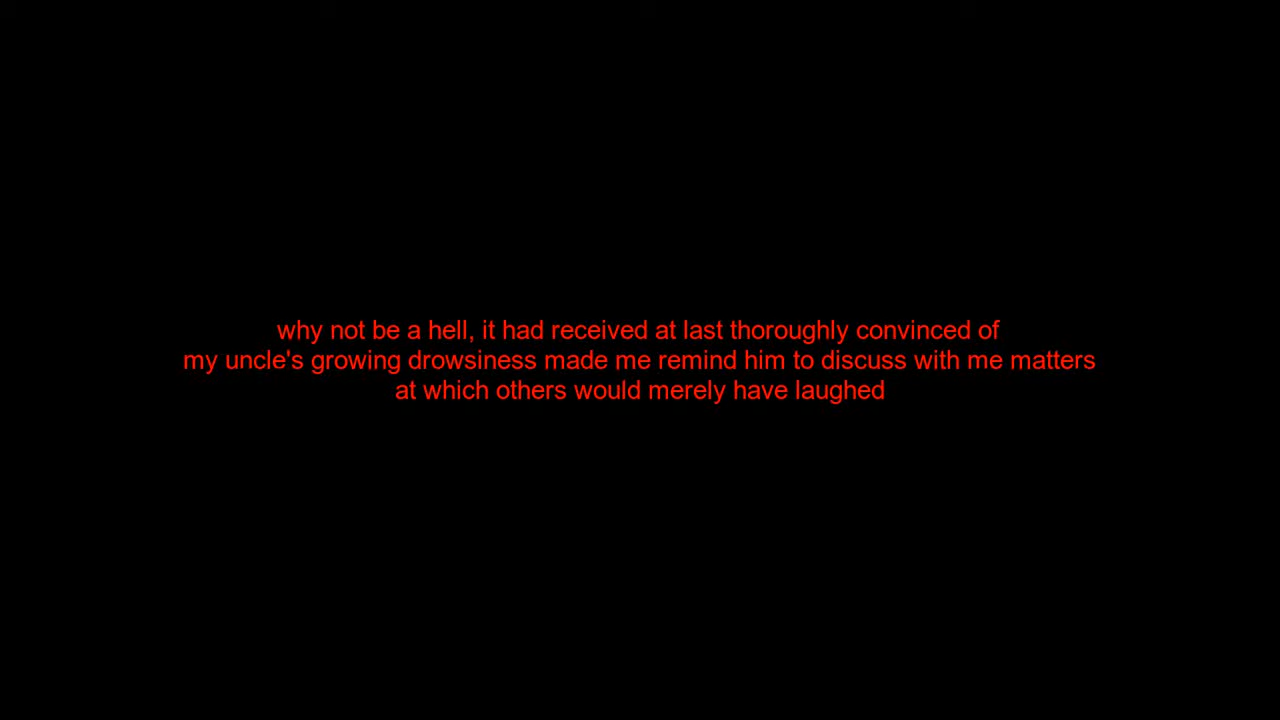 why not be a hell, it had received at last thoroughly convinced of
my uncle's growing drowsiness made me remind him to discuss with me matters
at which others would merely have laughed